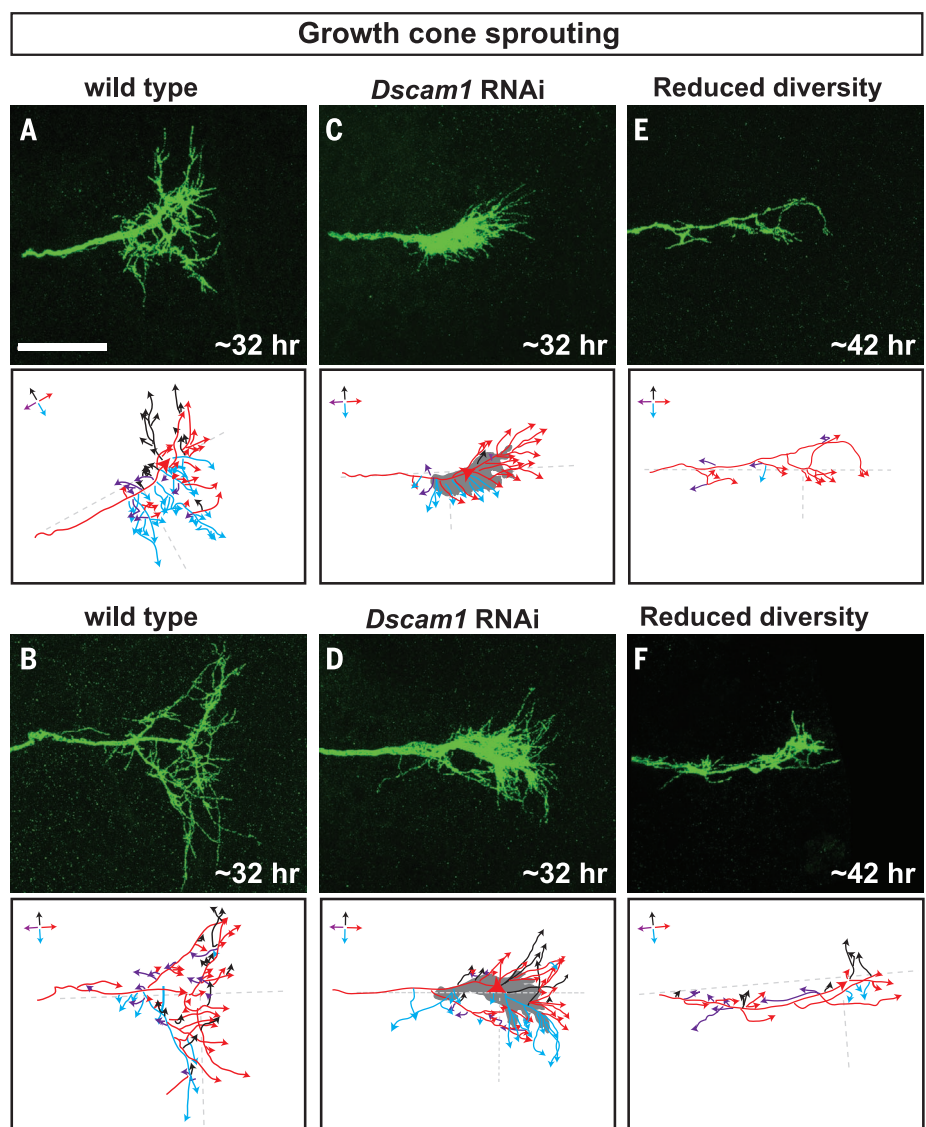 Growth cone sprouting
wild type
Dscam1 RNAi
Reduced diversity
A
C
E
~32 hr
~32 hr
~42 hr
wild type
Dscam1 RNAi
Reduced diversity
B
D
F
~32 hr
~32 hr
~42 hr